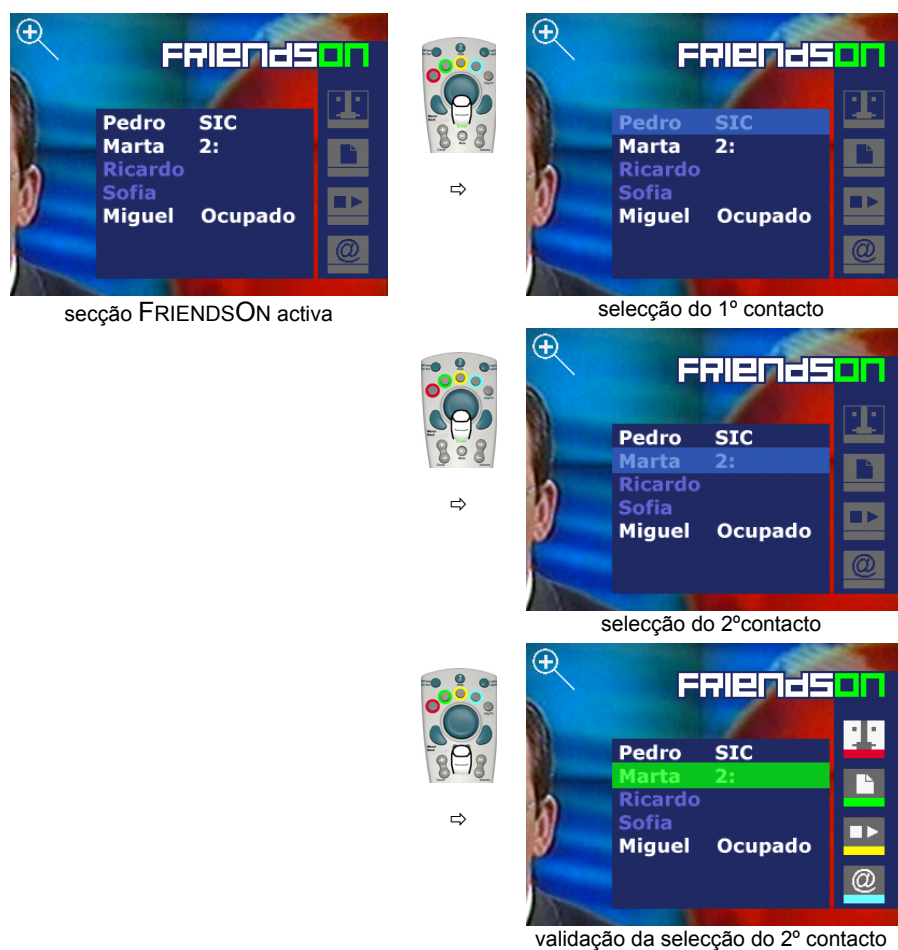 FRIENDSON
Pedro SIC
Marta 2:
Ricardo
Sofia
Miguel Ocupado
@
secção FRIENDSON activa
⇨
FRIENDSON
Pedro SIC
Marta 2:
Ricardo
Sofia
Miguel Ocupado
@
selecção do 1º contacto
⇨
FRIENDSON
Pedro SIC
Marta 2:
Ricardo
Sofia
Miguel Ocupado
@
selecção do 2ºcontacto
⇨
FRIENDSON
Pedro SIC
Marta 2:
Ricardo
Sofia
Miguel Ocupado
@
validação da selecção do 2º contacto